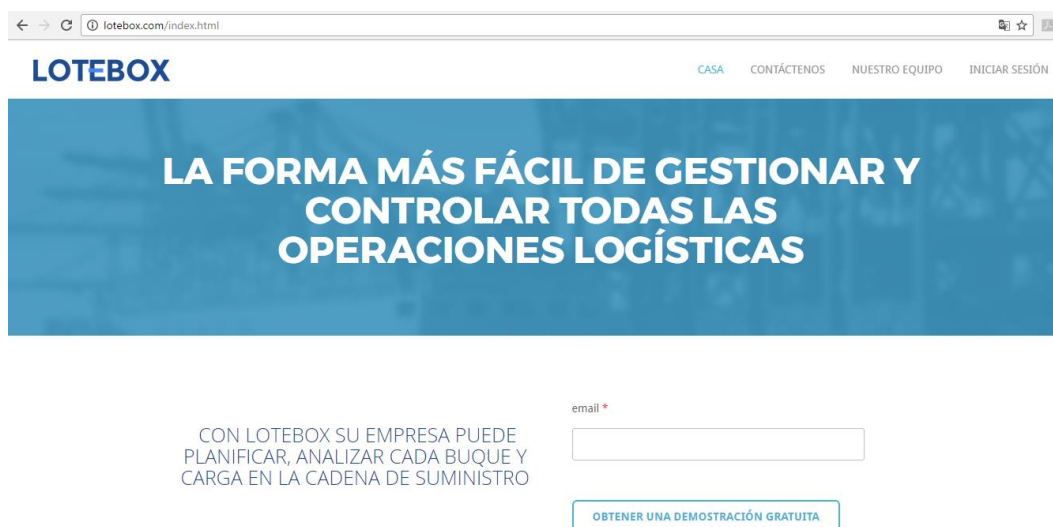 lotebox.com/index.html
LOTEBOX
CASA CONTÁCTENOS NUESTRO EQUIPO INICIAR SESIÓN
LA FORMA MÁS FÁCIL DE GESTIONAR Y
CONTROLAR TODAS LAS
OPERACIONES LOGÍSTICAS
email *
CON LOTEBOX SU EMPRESA PUEDE
PLANIFICAR, ANALIZAR CADA BUQUE Y
CARGA EN LA CADENA DE SUMINISTRO
OBTENER UNA DEMOSTRACIÓN GRATUITA